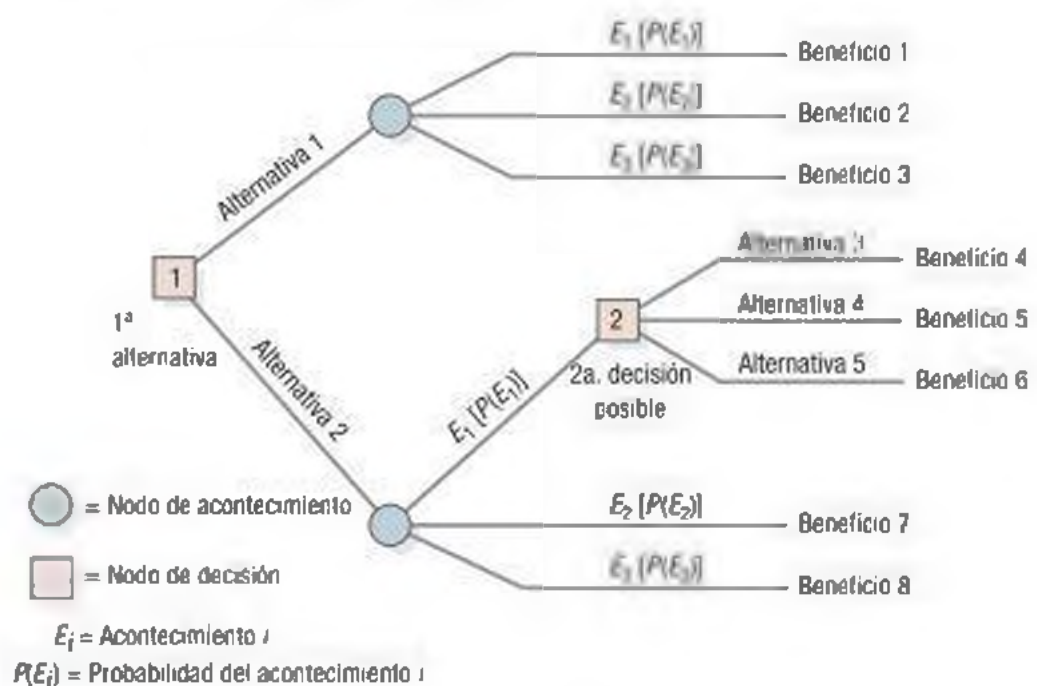 E₁ [P(E₁)]
Beneficio 1
E₂ [P(E₂)]
Beneficio 2
E₃ [P(E₃)]
Beneficio 3
Alternativa 1
1
1ª
alternativa
Alternativa 2
Alternativa 3
Beneficio 4
Alternativa 4
Beneficio 5
Alternativa 5
Beneficio 6
2
2a. decisión
posible
E₁ [P(E₁)]
E₂ [P(E₂)]
Beneficio 7
E₃ [P(E₃)]
Beneficio 8
= Nodo de acontecimiento
= Nodo de decisión
Eᵢ = Acontecimiento i
P(Eᵢ) = Probabilidad del acontecimiento i